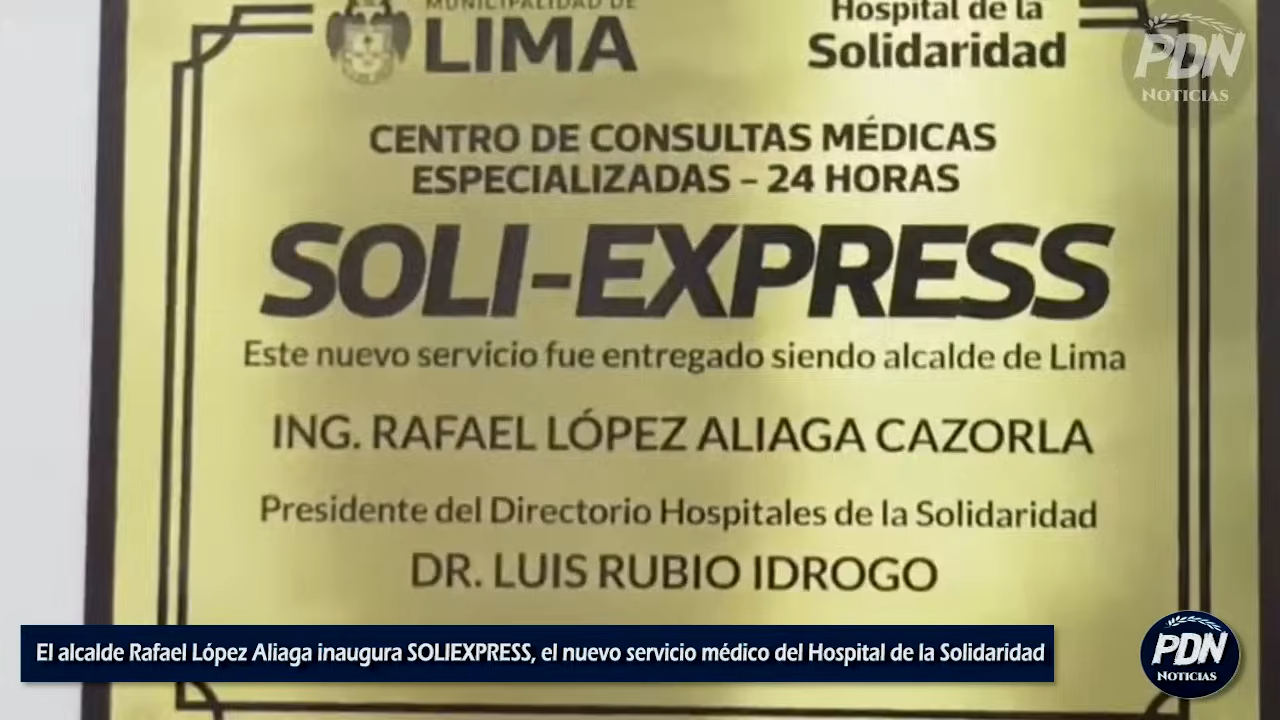 MUNICIPALIDAD DE
LIMA
Hospital de la
Solidaridad
PDN
NOTICIAS
CENTRO DE CONSULTAS MÉDICAS
ESPECIALIZADAS – 24 HORAS
SOLI-EXPRESS
Este nuevo servicio fue entregado siendo alcalde de Lima
ING. RAFAEL LÓPEZ ALIAGA CAZORLA
Presidente del Directorio Hospitales de la Solidaridad
DR. LUIS RUBIO IDROGO
El alcalde Rafael López Aliaga inaugura SOLIEXPRESS, el nuevo servicio médico del Hospital de la Solidaridad
PDN
NOTICIAS